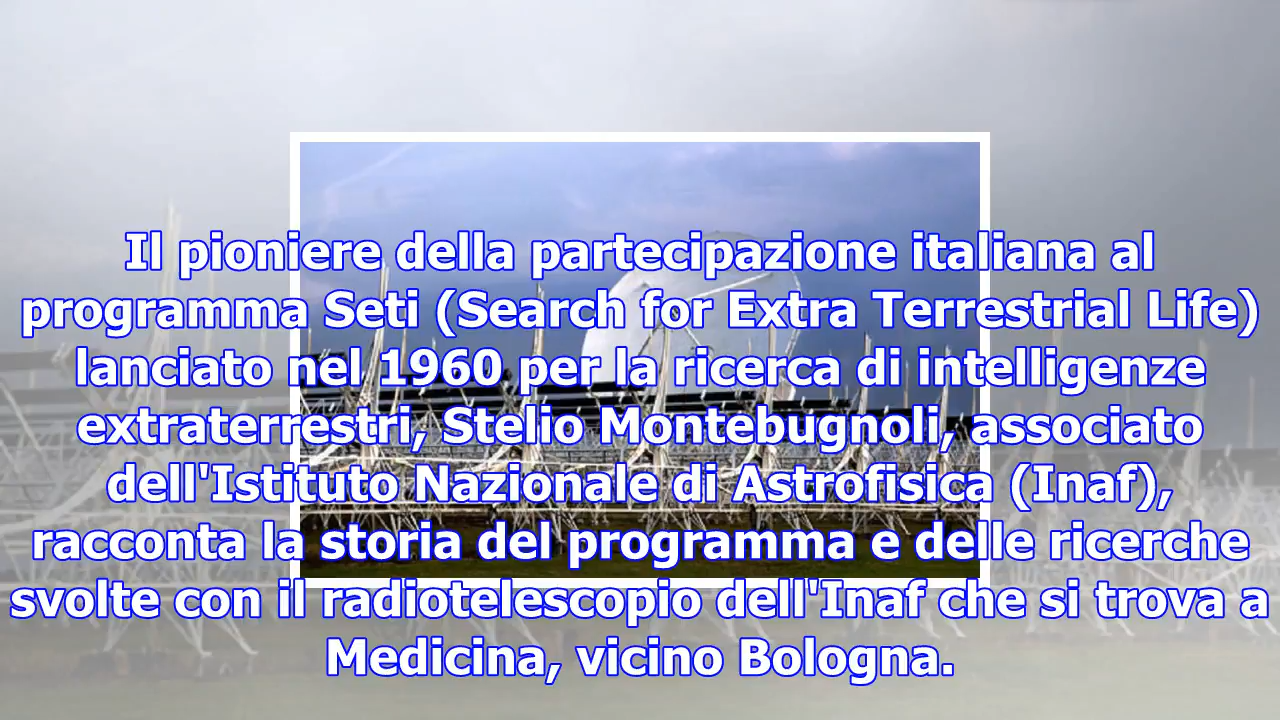 Il pioniere della partecipazione italiana al
programma Seti (Search for Extra Terrestrial Life)
lanciato nel 1960 per la ricerca di intelligenze
extraterrestri, Stelio Montebugnoli, associato
dell'Istituto Nazionale di Astrofisica (Inaf),
racconta la storia del programma e delle ricerche
svolte con il radiotelescopio dell'Inaf che si trova a
Medicina, vicino Bologna.